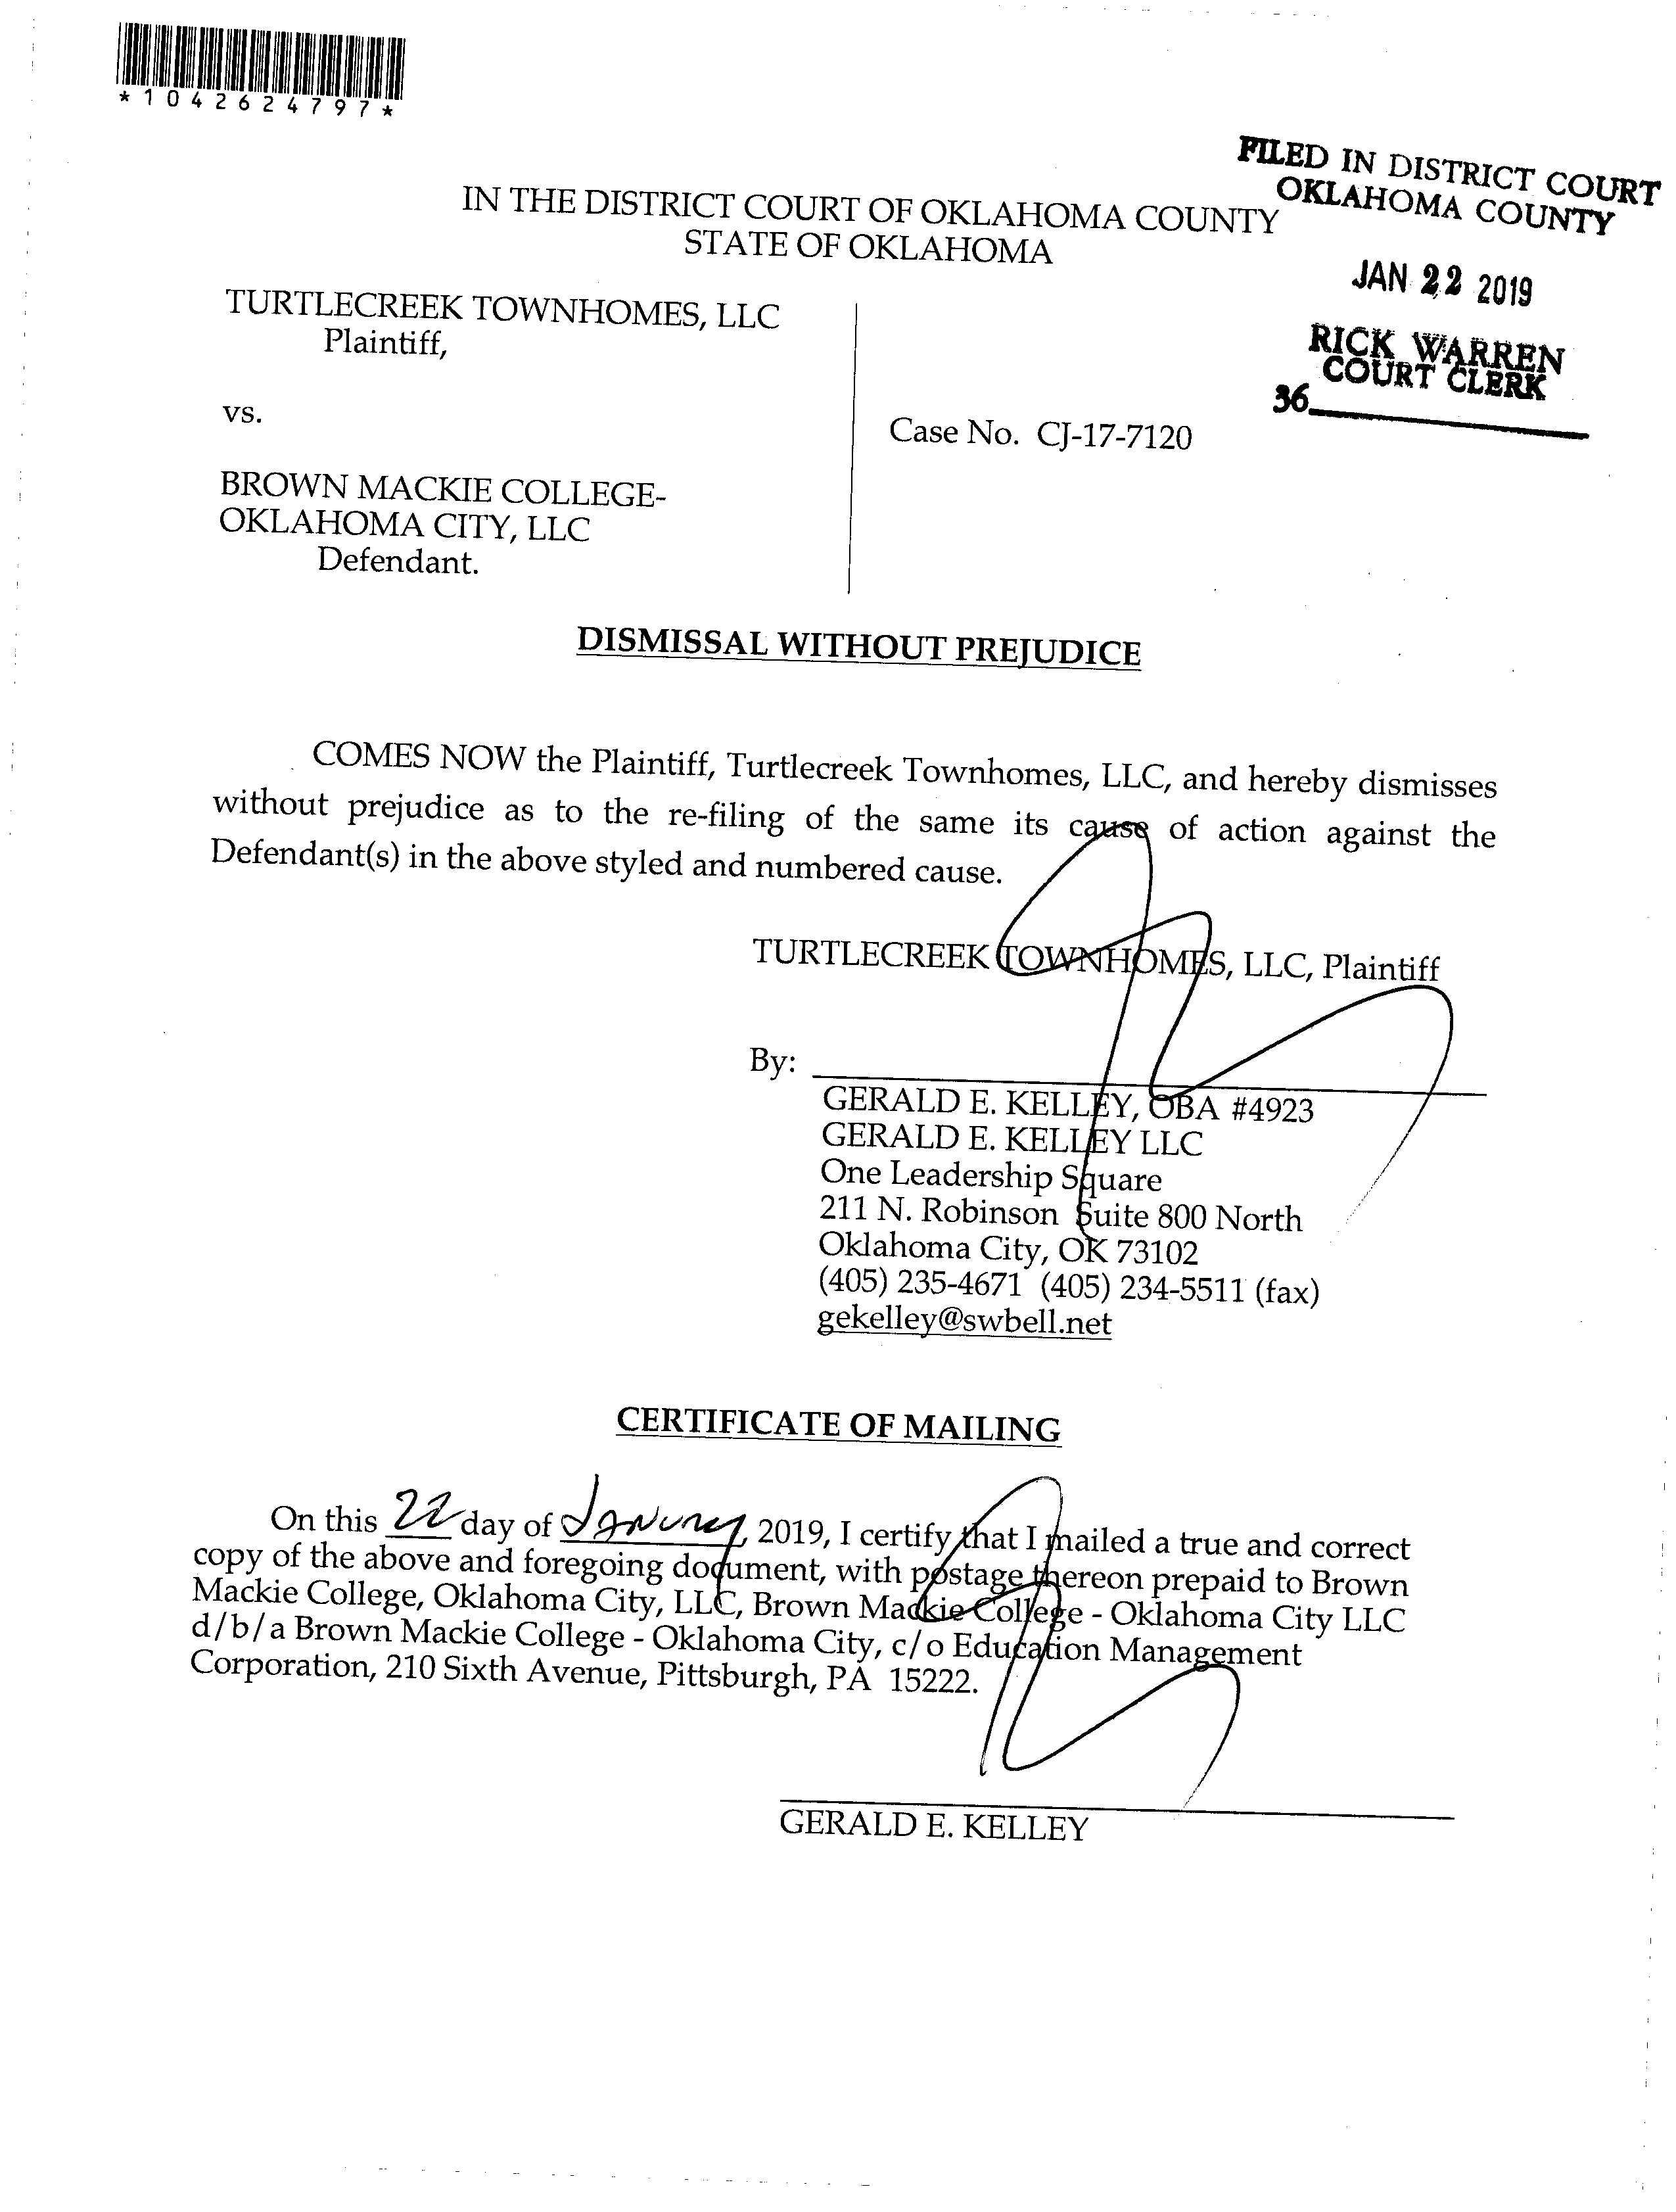 *1042624797*
FILED IN DISTRICT COURT
OKLAHOMA COUNTY
JAN 22 2019
RICK WARREN
COURT CLERK
36
IN THE DISTRICT COURT OF OKLAHOMA COUNTY
STATE OF OKLAHOMA
TURTLECREEK TOWNHOMES, LLC
Plaintiff,
vs.
Case No. CJ-17-7120
BROWN MACKIE COLLEGE-
OKLAHOMA CITY, LLC
Defendant.
DISMISSAL WITHOUT PREJUDICE
COMES NOW the Plaintiff, Turtlecreek Townhomes, LLC, and hereby dismisses
without prejudice as to the re-filing of the same its cause of action against the
Defendant(s) in the above styled and numbered cause.
TURTLECREEK TOWNHOMES, LLC, Plaintiff
By:
GERALD E. KELLEY, OBA #4923
GERALD E. KELLEY LLC
One Leadership Square
211 N. Robinson Suite 800 North
Oklahoma City, OK 73102
(405) 235-4671 (405) 234-5511 (fax)
gekelley@swbell.net
CERTIFICATE OF MAILING
On this 22 day of January, 2019, I certify that I mailed a true and correct
copy of the above and foregoing document, with postage thereon prepaid to Brown
Mackie College, Oklahoma City, LLC, Brown Mackie College - Oklahoma City LLC
d/b/a Brown Mackie College - Oklahoma City, c/o Education Management
Corporation, 210 Sixth Avenue, Pittsburgh, PA 15222.
GERALD E. KELLEY